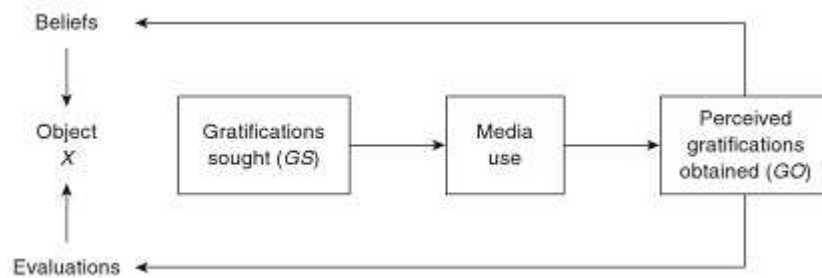 Beliefs
Object
X
Gratifications
sought (GS)
Media
use
Perceived
gratifications
obtained (GO)
Evaluations